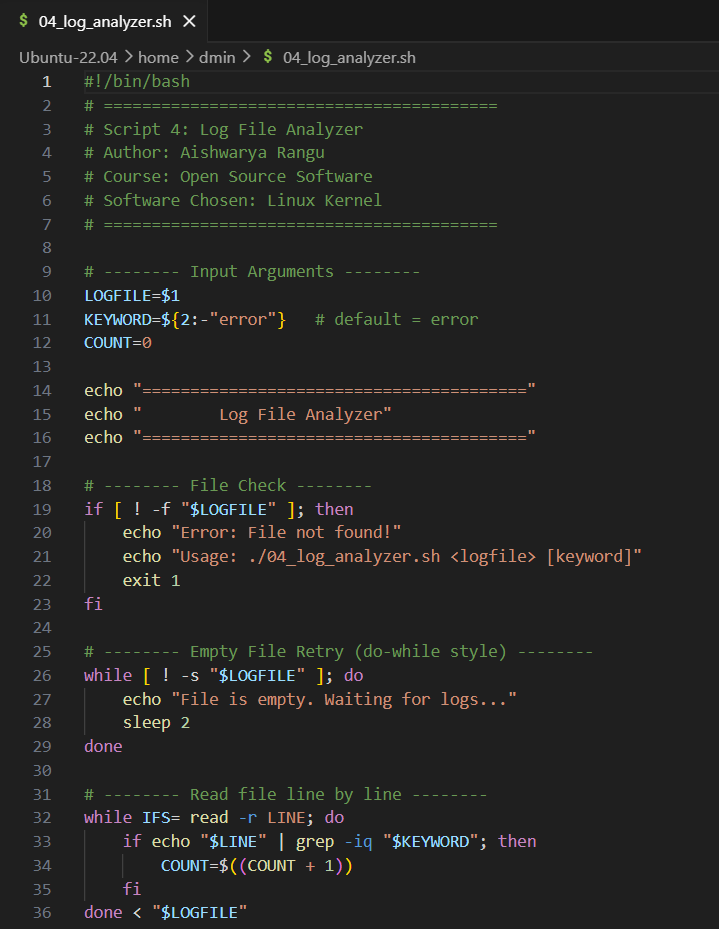 $ 04_log_analyzer.sh ×
Ubuntu-22.04 > home > dmin > $ 04_log_analyzer.sh
1 #!/bin/bash
2 # =========================================
3 # Script 4: Log File Analyzer
4 # Author: Aishwarya Rangu
5 # Course: Open Source Software
6 # Software Chosen: Linux Kernel
7 # =========================================
8
9 # -------- Input Arguments --------
10 LOGFILE=$1
11 KEYWORD=${2:-"error"}   # default = error
12 COUNT=0
13
14 echo "========================================"
15 echo "        Log File Analyzer"
16 echo "========================================"
17
18 # -------- File Check --------
19 if [ ! -f "$LOGFILE" ]; then
20     echo "Error: File not found!"
21     echo "Usage: ./04_log_analyzer.sh <logfile> [keyword]"
22     exit 1
23 fi
24
25 # -------- Empty File Retry (do-while style) --------
26 while [ ! -s "$LOGFILE" ]; do
27     echo "File is empty. Waiting for logs..."
28     sleep 2
29 done
30
31 # -------- Read file line by line --------
32 while IFS= read -r LINE; do
33     if echo "$LINE" | grep -iq "$KEYWORD"; then
34         COUNT=$((COUNT + 1))
35     fi
36 done < "$LOGFILE"